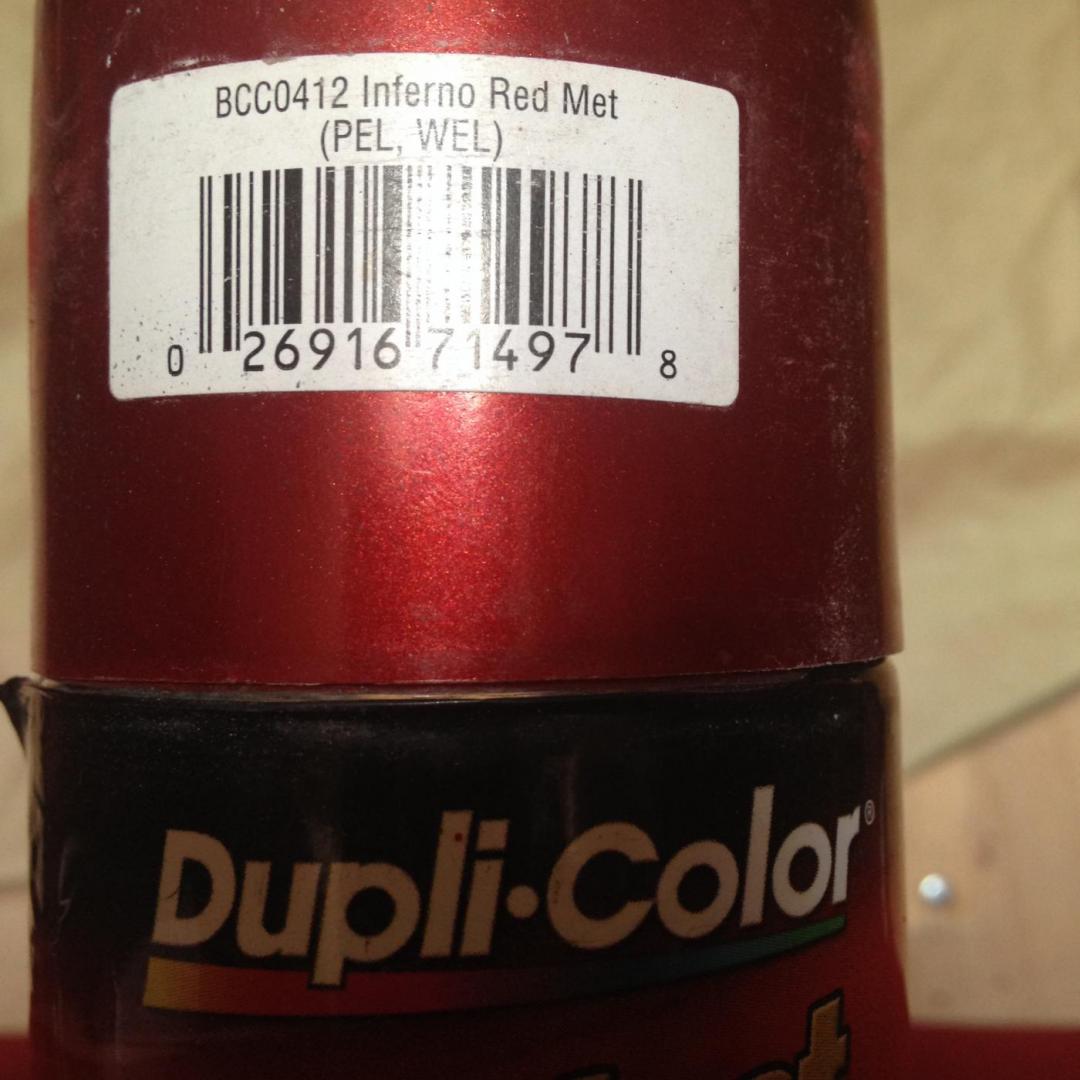 BCC0412 Inferno Red Met
(PEL, WEL)
0 26916 71497 8
Dupli•Color®